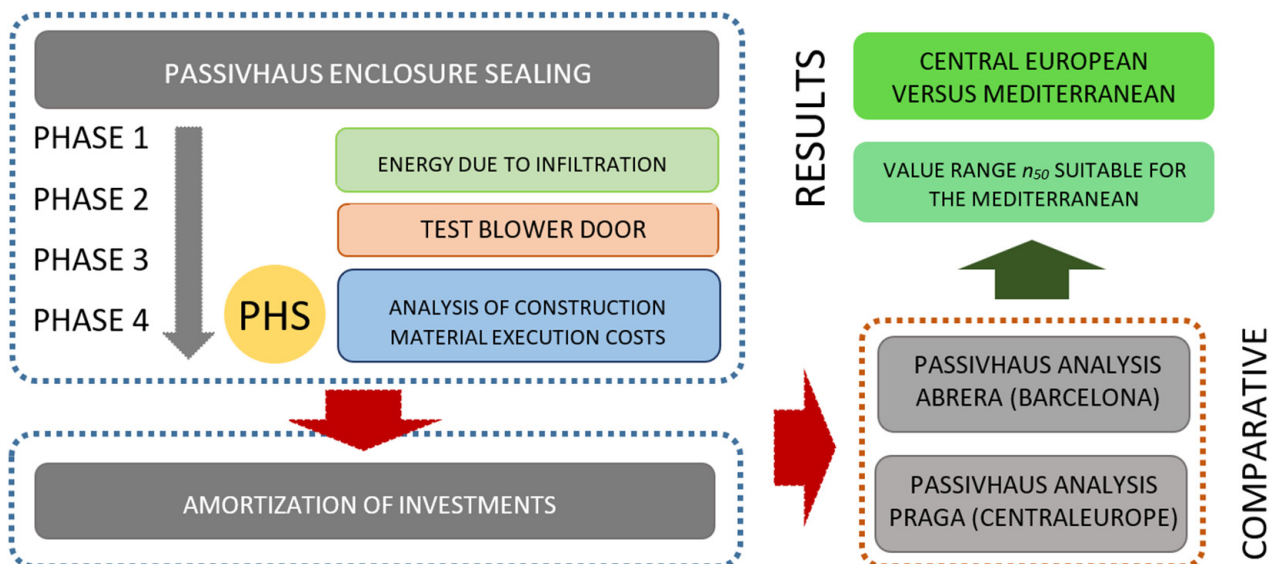 PASSIVHAUS ENCLOSURE SEALING
PHASE 1
PHASE 2
PHASE 3
PHASE 4
PHS
ENERGY DUE TO INFILTRATION
TEST BLOWER DOOR
ANALYSIS OF CONSTRUCTION
MATERIAL EXECUTION COSTS
AMORTIZATION OF INVESTMENTS
RESULTS
CENTRAL EUROPEAN
VERSUS MEDITERRANEAN
VALUE RANGE n50 SUITABLE FOR
THE MEDITERRANEAN
PASSIVHAUS ANALYSIS
ABRERA (BARCELONA)
PASSIVHAUS ANALYSIS
PRAGA (CENTRALEUROPE)
COMPARATIVE